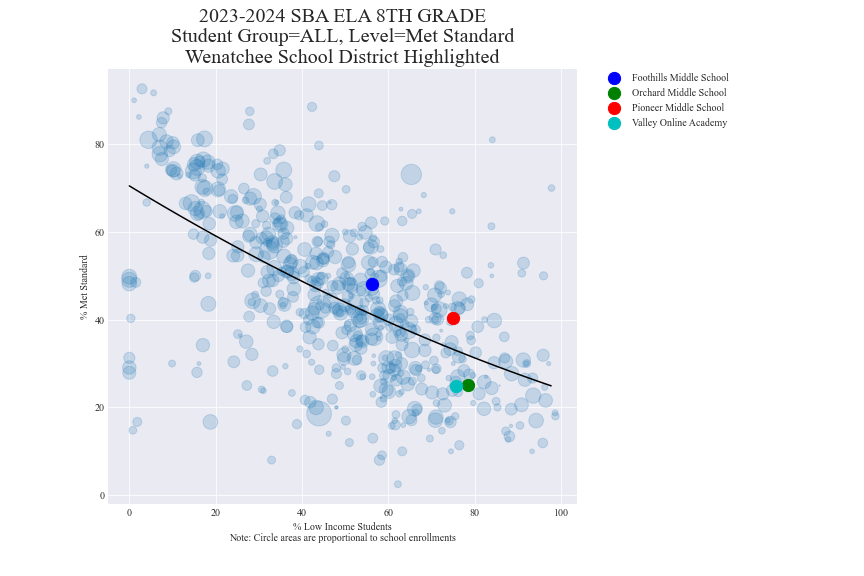 2023-2024 SBA ELA 8TH GRADE
Student Group=ALL, Level=Met Standard
Wenatchee School District Highlighted
Foothills Middle School
Orchard Middle School
Pioneer Middle School
Valley Online Academy
% Met Standard
80
60
40
20
0
0 20 40 60 80 100
% Low Income Students
Note: Circle areas are proportional to school enrollments